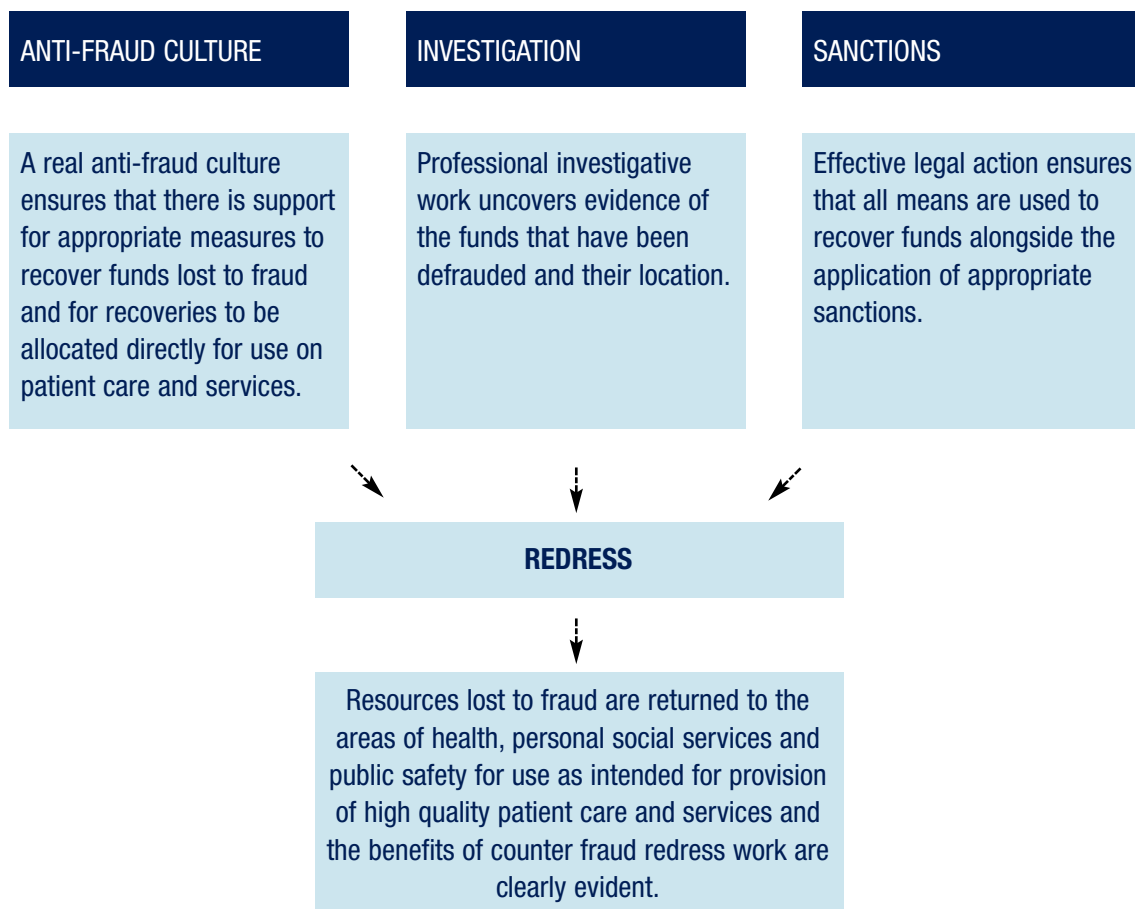 ANTI-FRAUD CULTURE
A real anti-fraud culture
ensures that there is support
for appropriate measures to
recover funds lost to fraud
and for recoveries to be
allocated directly for use on
patient care and services.
INVESTIGATION
Professional investigative
work uncovers evidence of
the funds that have been
defrauded and their location.
SANCTIONS
Effective legal action ensures
that all means are used to
recover funds alongside the
application of appropriate
sanctions.
REDRESS
Resources lost to fraud are returned to the
areas of health, personal social services and
public safety for use as intended for provision
of high quality patient care and services and
the benefits of counter fraud redress work are
clearly evident.